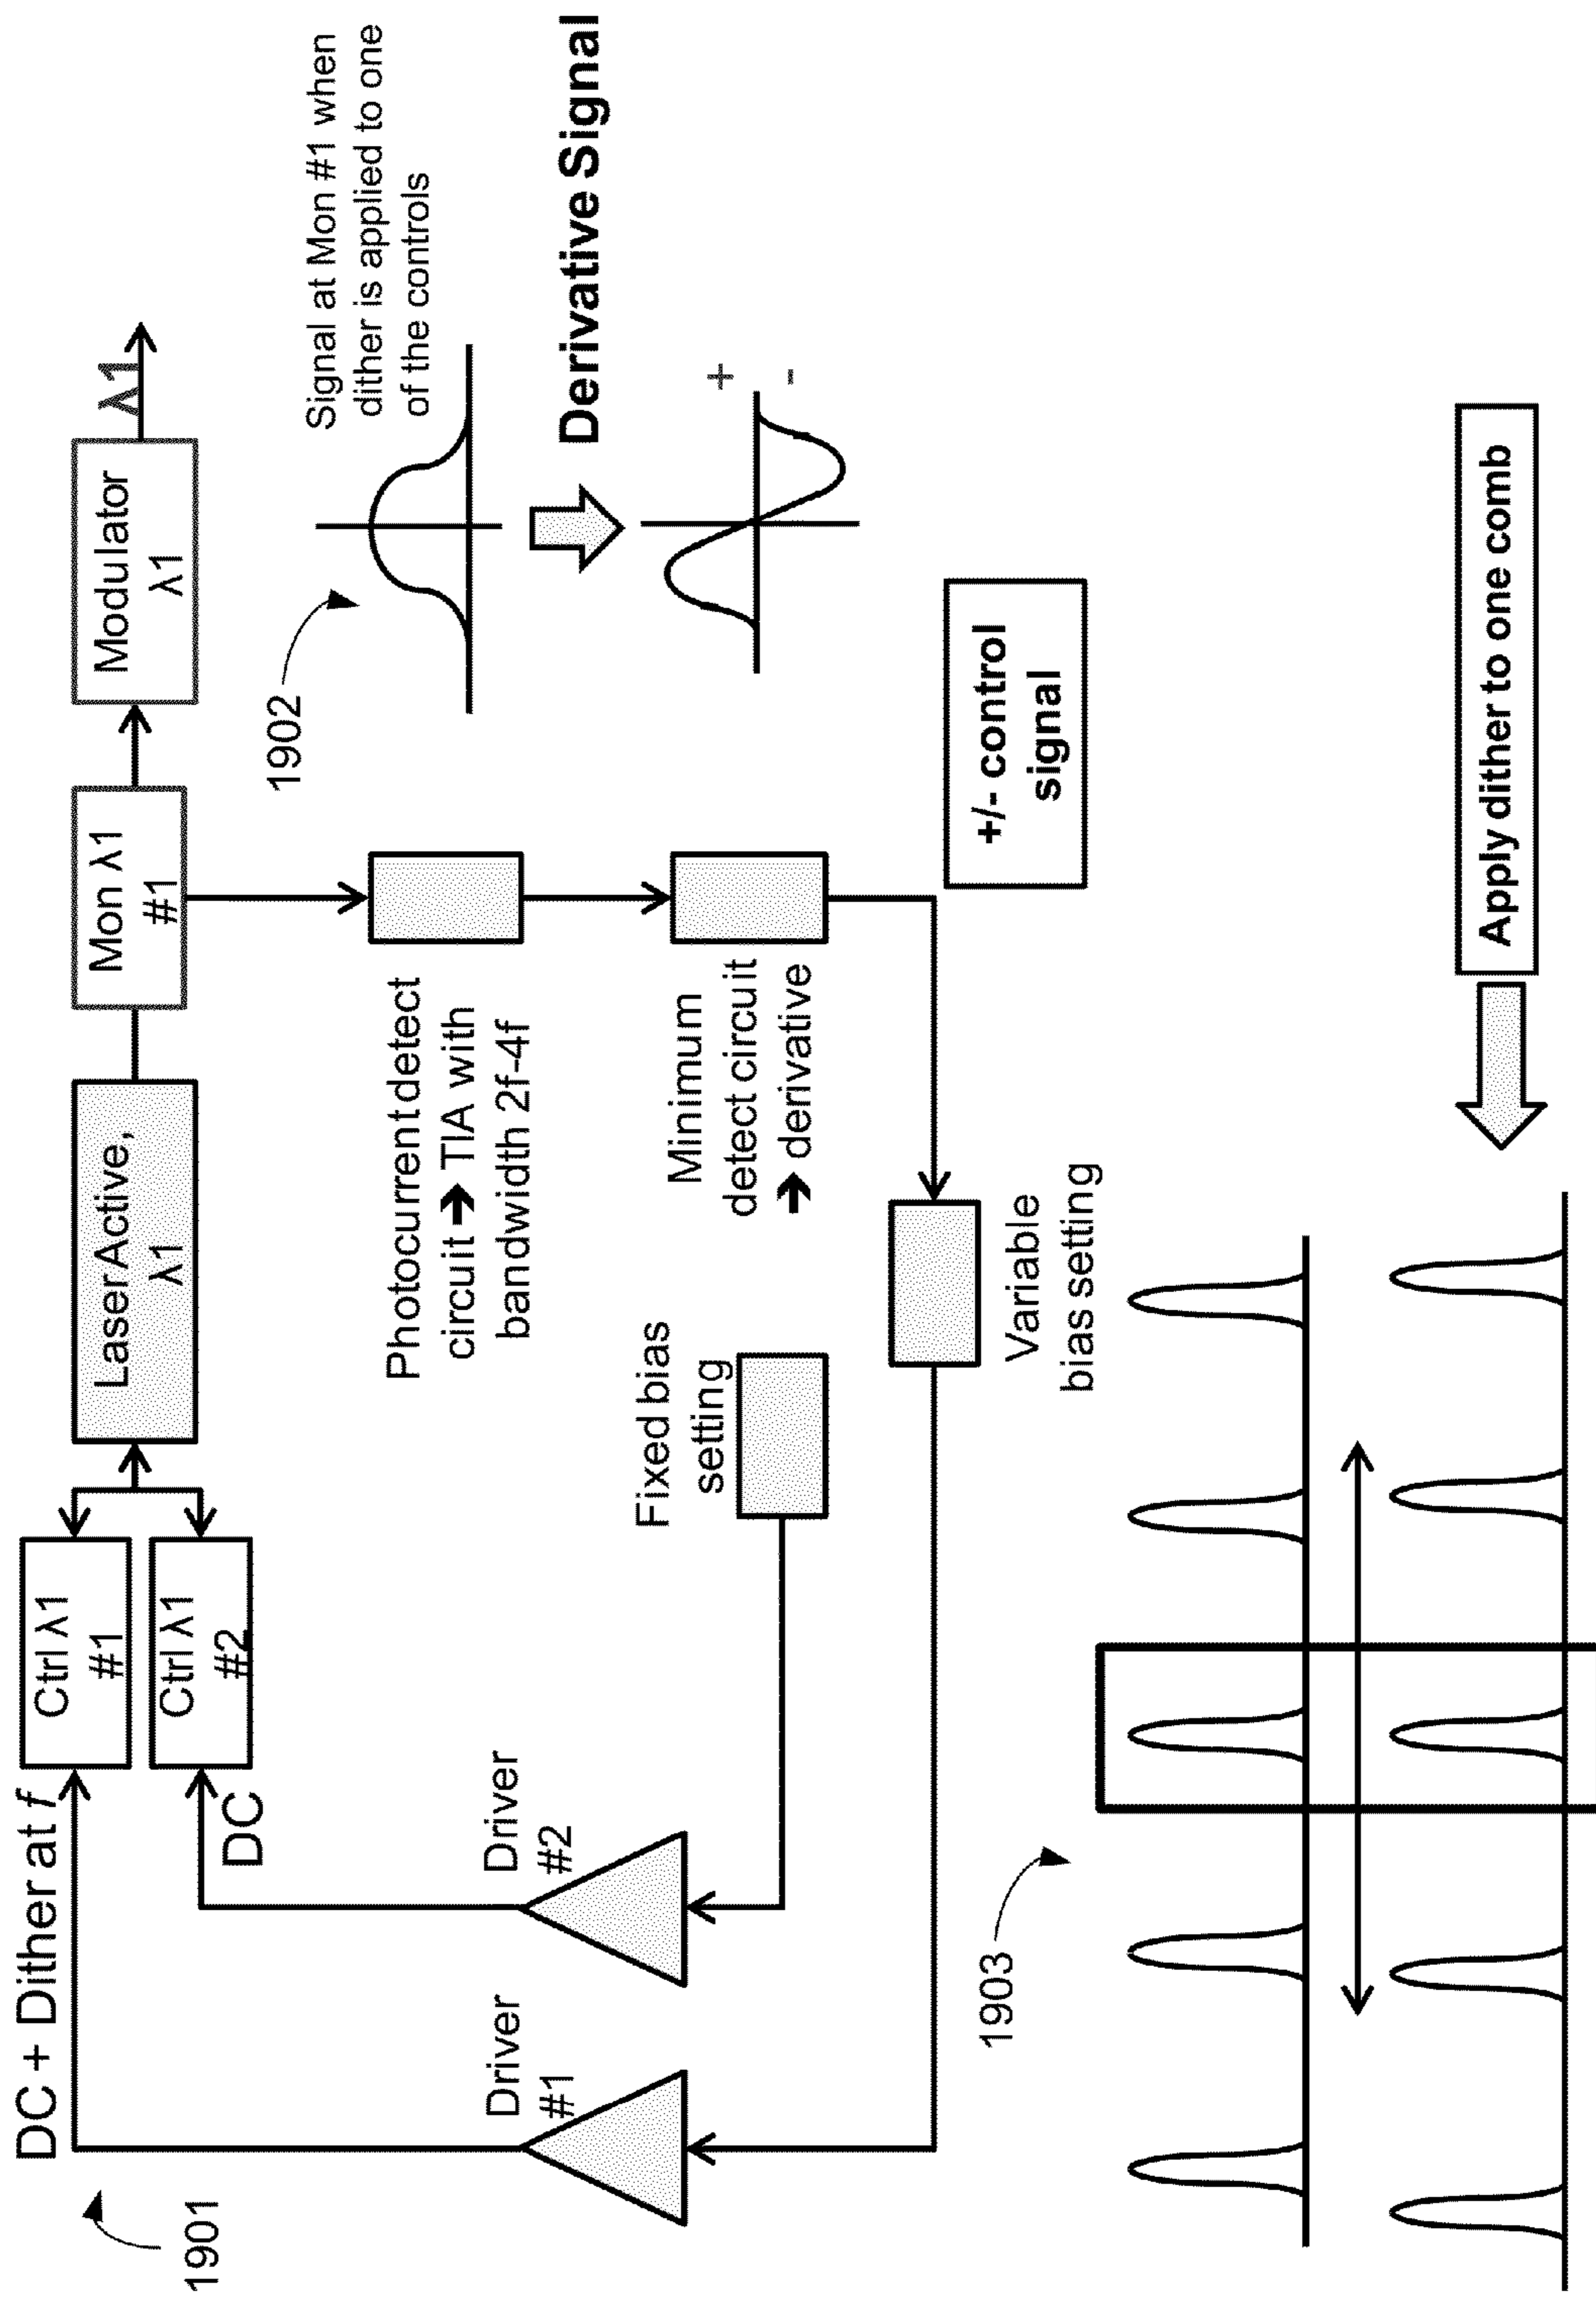 DC + Dither at f
1901
Ctrl λ1
#1
Ctrl λ1
#2
DC
Laser Active,
λ1
Mon λ1
#1
Modulator
λ1
λ1
Driver
#1
Driver
#2
Fixed bias
setting
Photocurrent detect
circuit ➔ TIA with
bandwidth 2f-4f
Minimum
detect circuit
➔ derivative
Variable
bias setting
1902
Signal at Mon #1 when
dither is applied to one
of the controls
Derivative Signal
+
-
+/- control
signal
1903
Apply dither to one comb